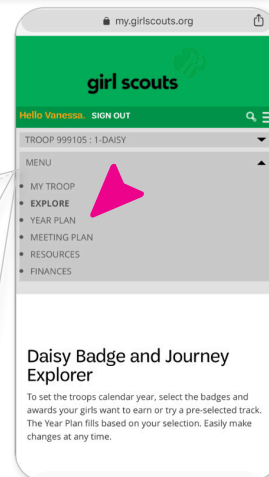 my.girlscouts.org
girl scouts
Hello Vanessa. SIGN OUT
TROOP 999105 : 1-DAISY
MENU
MY TROOP
EXPLORE
YEAR PLAN
MEETING PLAN
RESOURCES
FINANCES
Daisy Badge and Journey
Explorer
To set the troops calendar year, select the badges and
awards your girls want to earn or try a pre-selected track.
The Year Plan fills based on your selection. Easily make
changes at any time.